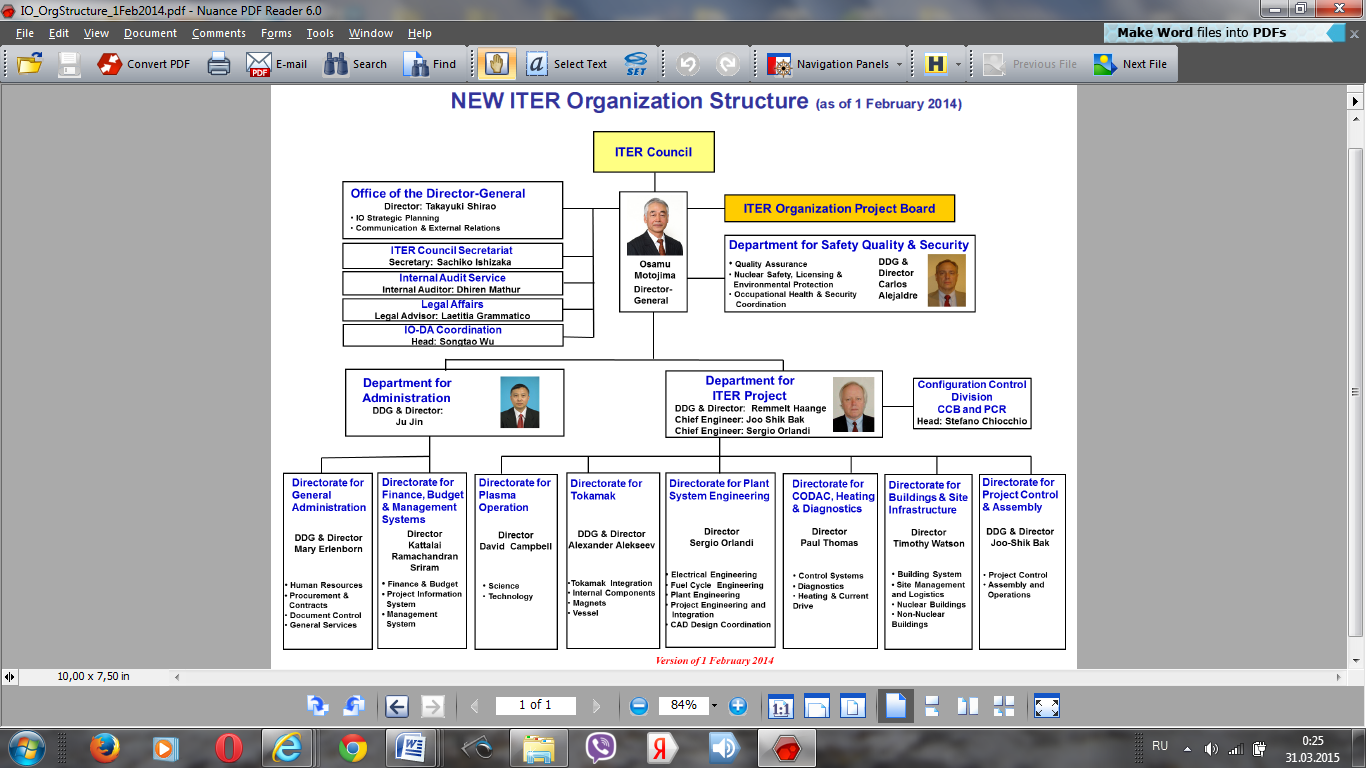 IO_OrgStructure_1Feb2014.pdf - Nuance PDF Reader 6.0
File Edit View Document Comments Forms Tools Window Help
Make Word files into PDFs
Convert PDF
PDF
E-mail
Search
Find
a
Select Text
SET
Navigation Panels
H
Previous File
Next File
NEW ITER Organization Structure (as of 1 February 2014)
ITER Council
Office of the Director-General
Director: Takayuki Shirao
• IO Strategic Planning
• Communication & External Relations
ITER Council Secretariat
Secretary: Sachiko Ishizaka
Internal Audit Service
Internal Auditor: Dhiren Mathur
Legal Affairs
Legal Advisor: Laetitia Grammatico
IO-DA Coordination
Head: Songtao Wu
Osamu
Motojima
Director-
General
ITER Organization Project Board
Department for Safety Quality & Security
• Quality Assurance
• Nuclear Safety, Licensing &
Environmental Protection
• Occupational Health & Security
Coordination
DDG &
Director
Carlos
Alejaldre
Department for
Administration
DDG & Director:
Ju Jin
Department for
ITER Project
DDG & Director: Remmelt Haange
Chief Engineer: Joo Shik Bak
Chief Engineer: Sergio Orlandi
Configuration Control
Division
CCB and PCR
Head: Stefano Chiocchio
Directorate for
General
Administration
DDG & Director
Mary Erlenborn
• Human Resources
• Procurement &
Contracts
• Document Control
• General Services
Directorate for
Finance, Budget
& Management
Systems
Director
Kattalai
Ramachandran
Sriram
• Finance & Budget
• Project Information
System
• Management
System
Directorate for
Plasma
Operation
Director
David Campbell
• Science
• Technology
Directorate for
Tokamak
DDG & Director
Alexander Alekseev
•Tokamak Integration
• Internal Components
• Magnets
• Vessel
Directorate for Plant
System Engineering
Director
Sergio Orlandi
• Electrical Engineering
• Fuel Cycle Engineering
• Plant Engineering
• Project Engineering and
Integration
• CAD Design Coordination
Directorate for
CODAC, Heating
& Diagnostics
Director
Paul Thomas
• Control Systems
• Diagnostics
• Heating & Current
Drive
Directorate for
Buildings & Site
Infrastructure
Director
Timothy Watson
• Building System
• Site Management
and Logistics
• Nuclear Buildings
• Non-Nuclear
Buildings
Directorate for
Project Control
& Assembly
DDG & Director
Joo-Shik Bak
• Project Control
• Assembly and
Operations
Version of 1 February 2014
10,00 x 7,50 in
1 of 1
84%
1:1
W
Я
RU
0:25
31.03.2015